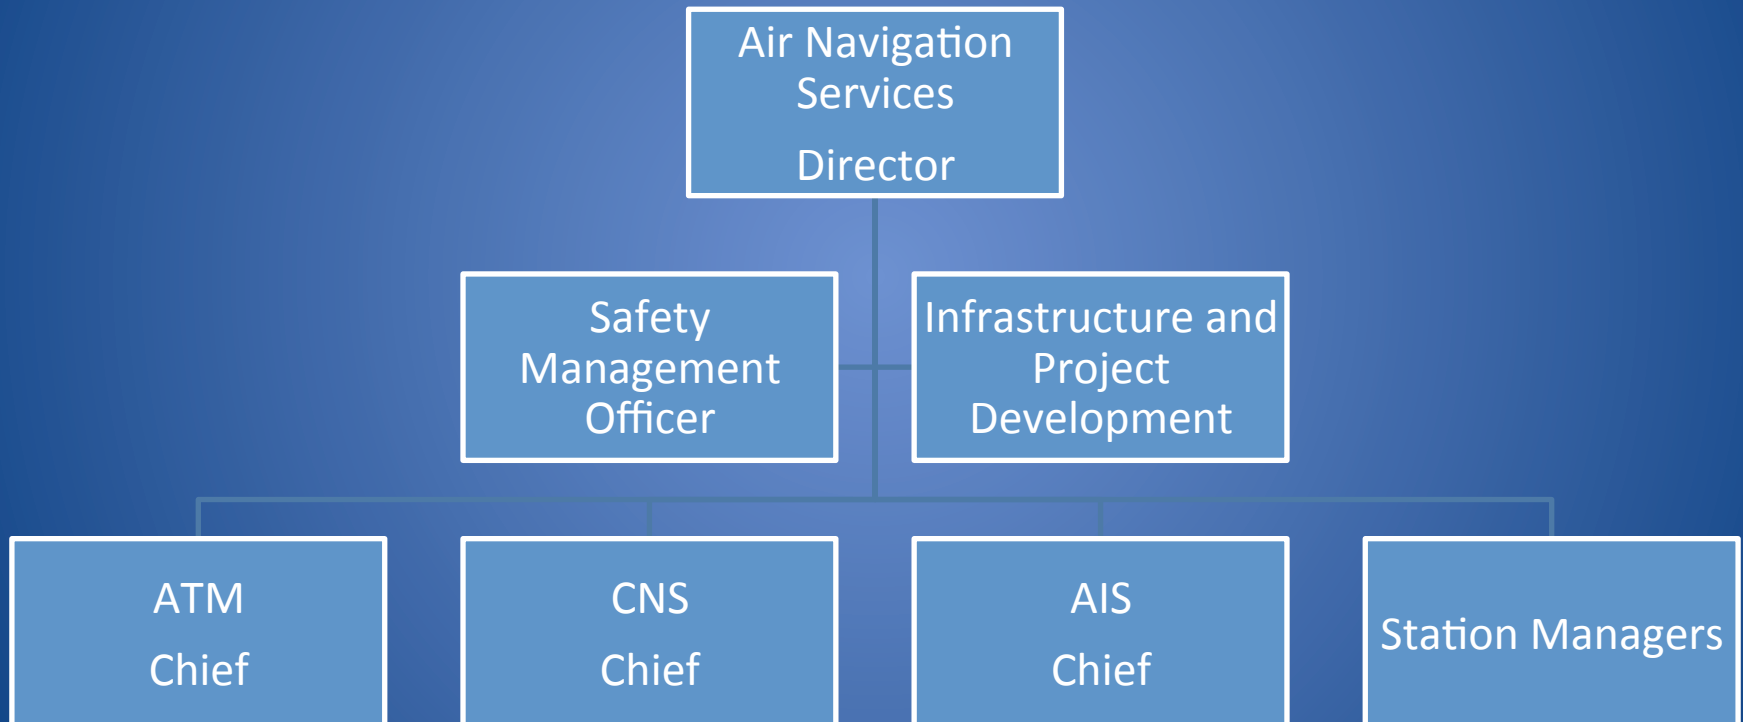 Air Navigation
Services
Director
Safety
Management
Officer
Infrastructure and
Project
Development
ATM
Chief
CNS
Chief
AIS
Chief
Station Managers